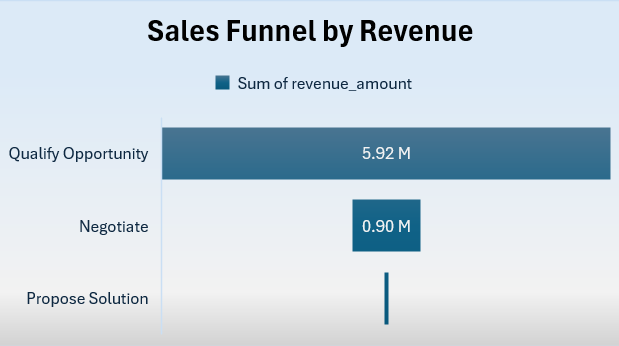 Sales Funnel by Revenue
Sum of revenue_amount
Qualify Opportunity
5.92 M
Negotiate
0.90 M
Propose Solution